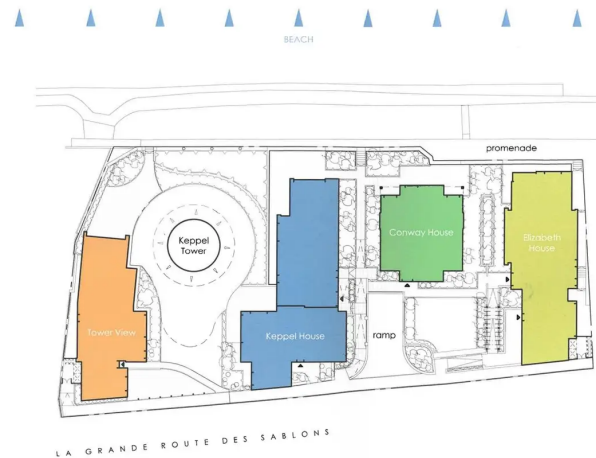 BEACH
promenade
Keppel
Tower
Conway House
Elizabeth
House
Tower View
Keppel House
ramp
LA GRANDE ROUTE DES SABLONS